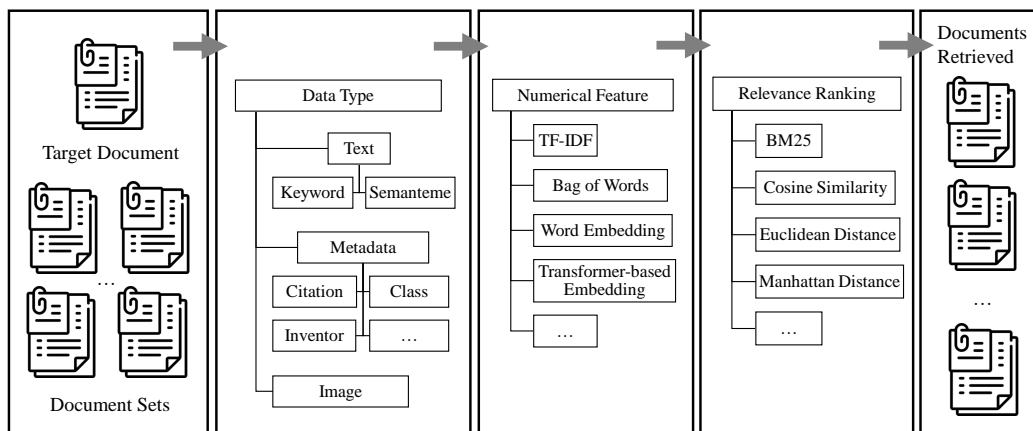 Target Document
...
Document Sets
Data Type
Text
Keyword
Semanteme
Metadada
Citation
Class
Inventor
...
Image
Numerical Feature
TF-IDF
Bag of Words
Word Embedding
Transformer-based
Embedding
...
Relevance Ranking
BM25
Cosine Similarity
Euclidean Distance
Manhattan Distance
...
Documents
Retrieved
...